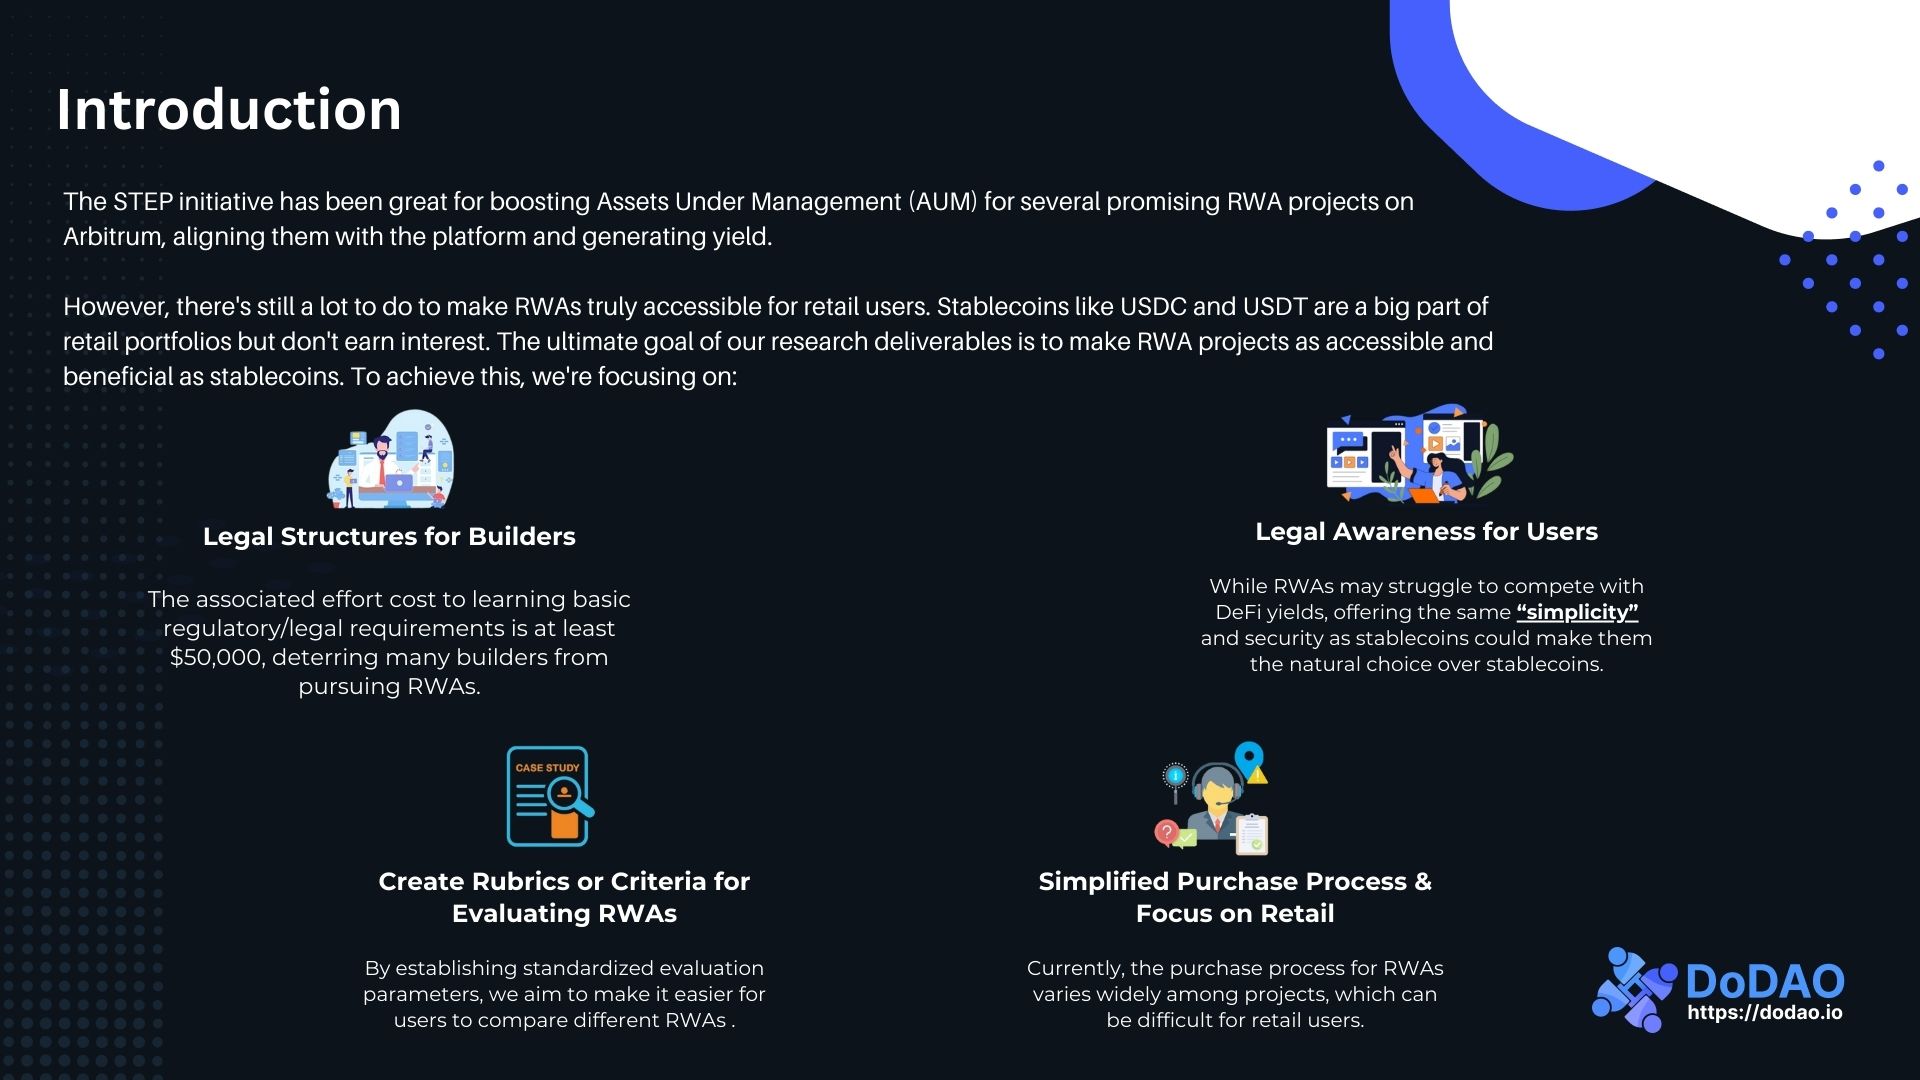 Introduction
The STEP initiative has been great for boosting Assets Under Management (AUM) for several promising RWA projects on
Arbitrum, aligning them with the platform and generating yield.
However, there's still a lot to do to make RWAs truly accessible for retail users. Stablecoins like USDC and USDT are a big part of
retail portfolios but don't earn interest. The ultimate goal of our research deliverables is to make RWA projects as accessible and
beneficial as stablecoins. To achieve this, we're focusing on:
Legal Structures for Builders
The associated effort cost to learning basic
regulatory/legal requirements is at least
$50,000, deterring many builders from
pursuing RWAs.
Legal Awareness for Users
While RWAs may struggle to compete with
DeFi yields, offering the same “simplicity”
and security as stablecoins could make them
the natural choice over stablecoins.
CASE STUDY
Create Rubrics or Criteria for
Evaluating RWAs
By establishing standardized evaluation
parameters, we aim to make it easier for
users to compare different RWAs .
Simplified Purchase Process &
Focus on Retail
Currently, the purchase process for RWAs
varies widely among projects, which can
be difficult for retail users.
DoDAO
https://dodao.io